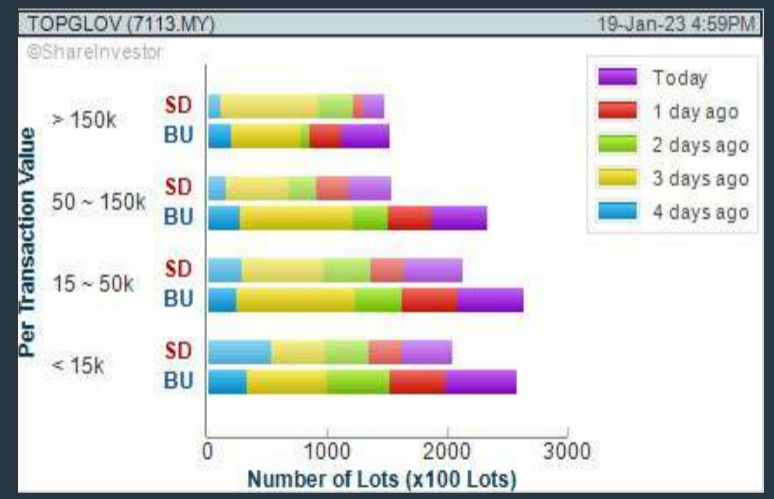 TOPGLOV (7113.MY) 19-Jan-23 4:59PM
©ShareInvestor
Today
1 day ago
2 days ago
3 days ago
4 days ago
Per Transaction Value
> 150k
SD
BU
50 ~ 150k
SD
BU
15 ~ 50k
SD
BU
< 15k
SD
BU
0 1000 2000 3000
Number of Lots (x100 Lots)